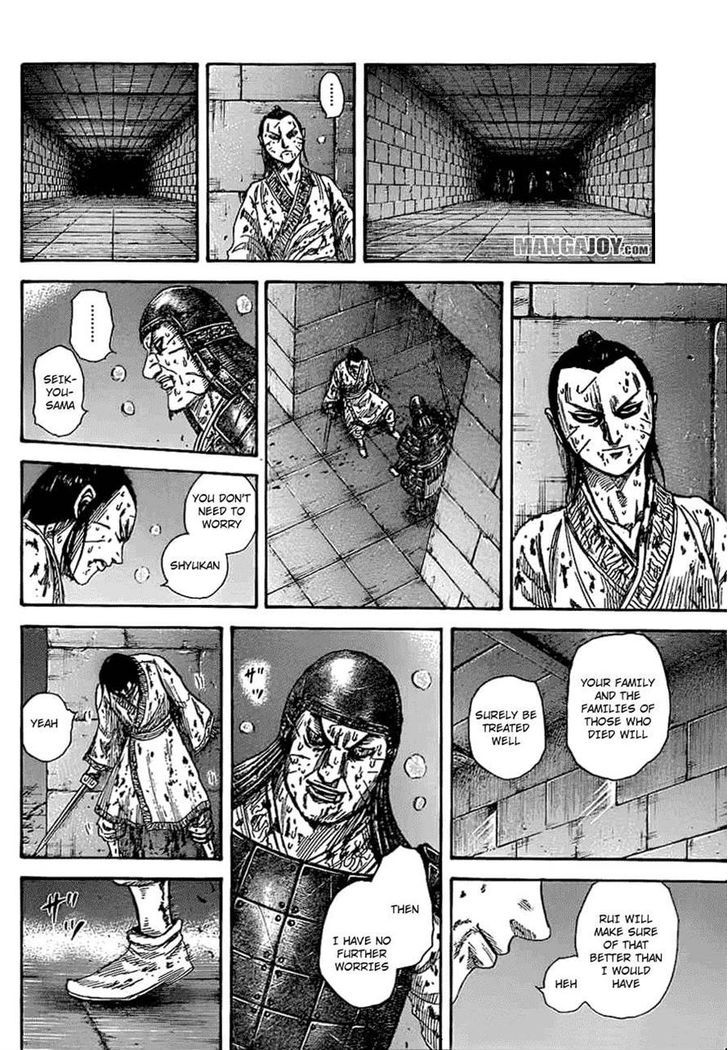 MANGAJOY.COM
......
......
SEIK-
YOU-
SAMA
YOU DON'T
NEED TO
WORRY
SHYUKAN
YOUR FAMILY
AND THE
FAMILIES OF
THOSE WHO
DIED WILL
SURELY BE
TREATED
WELL
RUI WILL
MAKE SURE
OF THAT
BETTER THAN
I WOULD
HAVE
HEH
THEN
I HAVE NO
FURTHER
WORRIES
YEAH
ザッ